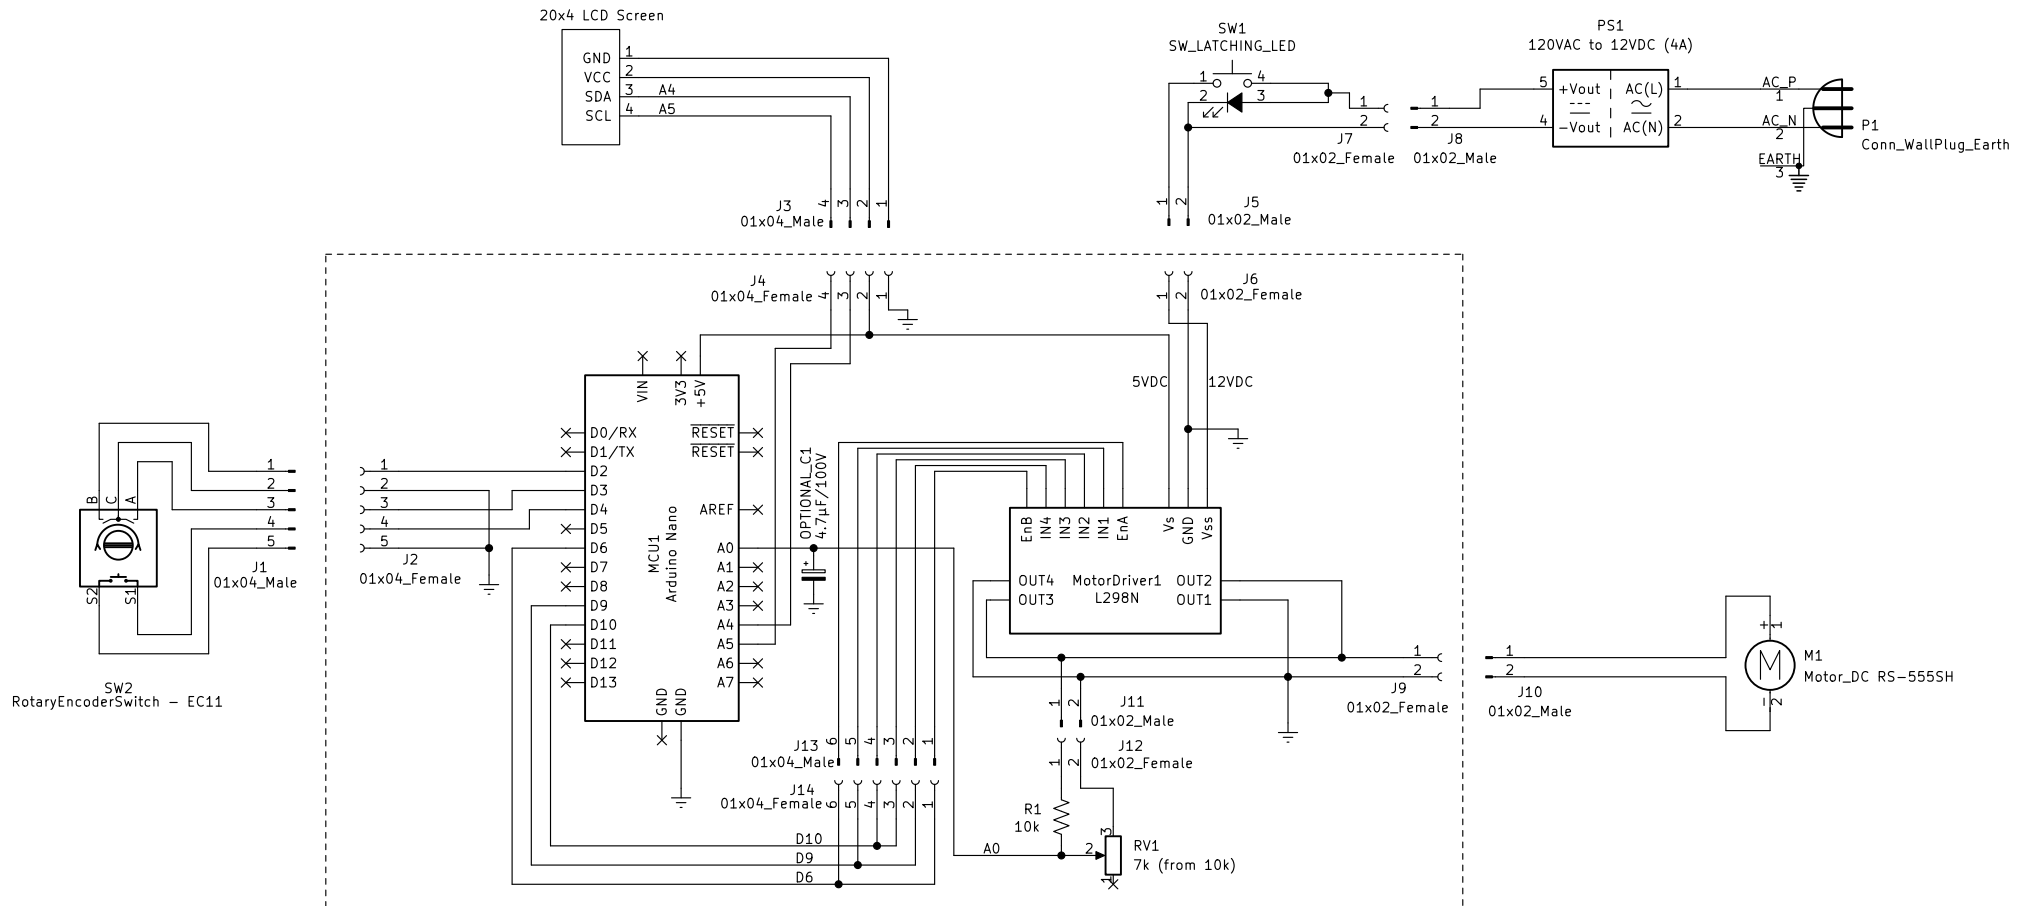 20x4 LCD Screen
GND 1
VCC 2
SDA 3 A4
SCL 4 A5
J3
01x04_Male
4 3 2 1
SW1
SW_LATCHING_LED
1 4
2 3
1
2
J7
01x02_Female
1
2
J8
01x02_Male
PS1
120VAC to 12VDC (4A)
5 +Vout AC(L) 1
4 -Vout AC(N) 2
AC_P
1
AC_N
2
EARTH
3
P1
Conn_WallPlug_Earth
1 2
J5
01x02_Male
J4
01x04_Female
4 3 2 1
J6
01x02_Female
1 2
5VDC
12VDC
B C A
S2 S1
SW2
RotaryEncoderSwitch - EC11
1
2
3
4
5
J1
01x04_Male
1
2
3
4
5
J2
01x04_Female
VIN 3V3 +5V
D0/RX RESET
D1/TX RESET
D2
D3
D4 AREF
D5
D6 A0
D7 A1
D8 A2
D9 A3
D10 A4
D11 A5
D12 A6
D13 A7
GND GND
MCU1
Arduino Nano
OPTIONAL_C1
4.7µF/100V
+
EnB IN4 IN3 IN2 IN1 EnA Vs GND Vss
OUT4 MotorDriver1 OUT2
OUT3 L298N OUT1
1
2
J9
01x02_Female
1
2
J10
01x02_Male
+ 1
M
- 2
M1
Motor_DC RS-555SH
1 2
J11
01x02_Male
J12
01x02_Female
1 2
J13
01x04_Male
6 5 4 3 2 1
J14
01x04_Female
6 5 4 3 2 1
R1
10k
D10
D9
D6
A0
2
3
1
RV1
7k (from 10k)